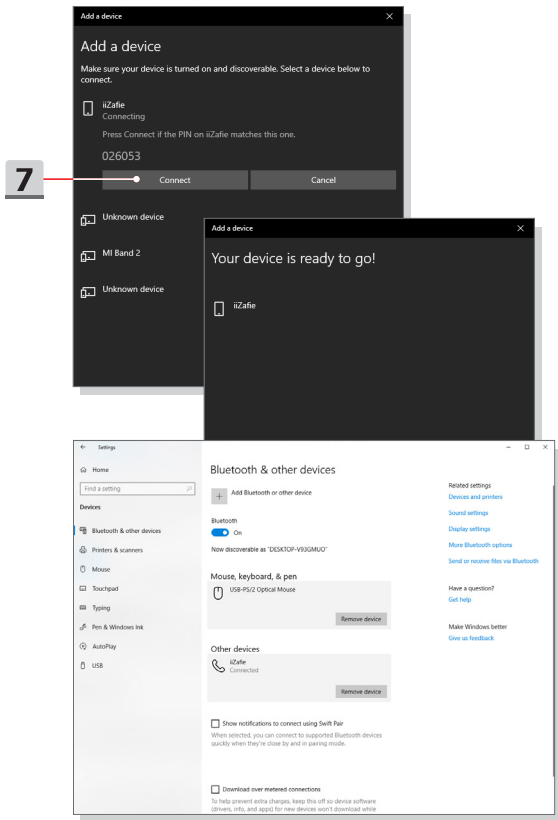 Add a device
Add a device
Make sure your device is turned on and discoverable. Select a device below to
connect.
iiZafie
Connecting
Press Connect if the PIN on iiZafie matches this one.
026053
7
Connect
Cancel
Unknown device
MI Band 2
Unknown device
Add a device
Your device is ready to go!
iiZafie
Settings
Home
Find a setting
Devices
Bluetooth & other devices
Printers & scanners
Mouse
Touchpad
Typing
Pen & Windows Ink
AutoPlay
USB
Bluetooth & other devices
Add Bluetooth or other device
Bluetooth
On
Now discoverable as "DESKTOP-V93GMUO"
Mouse, keyboard, & pen
USB-PS/2 Optical Mouse
Remove device
Other devices
iiZafie
Connected
Remove device
Show notifications to connect using Swift Pair
When selected, you can connect to supported Bluetooth devices
quickly when they're close by and in pairing mode.
Download over metered connections
To help prevent extra charges, keep this off so device software
(drivers, info, and apps) for new devices won't download while
Related settings
Devices and printers
Sound settings
Display settings
More Bluetooth options
Send or receive files via Bluetooth
Have a question?
Get help
Make Windows better
Give us feedback